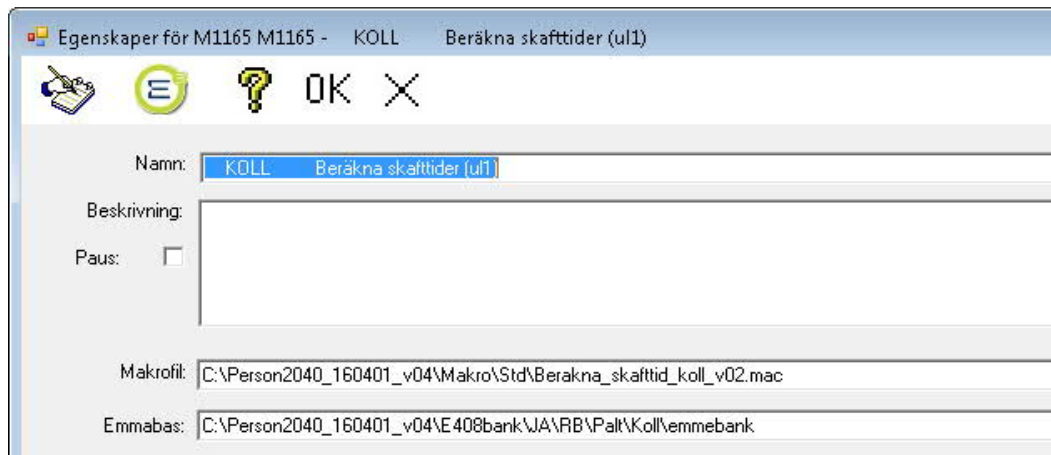 Egenskaper för M1165 M1165 - KOLL Beräkna skafttider (ul1)
OK
Namn: KOLL Beräkna skafttider (ul1)
Beskrivning:
Paus:
Makrofil: C:\Person2040_160401_v04\Makro\Std\Berakna_skafttid_koll_v02.mac
Emmabas: C:\Person2040_160401_v04\E408bank\JA\RB\Palt\Koll\emmebank